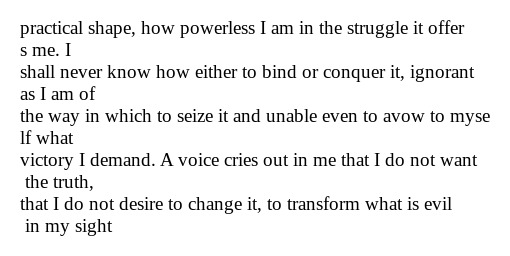 practical shape, how powerless I am in the struggle it offer
s me. I
shall never know how either to bind or conquer it, ignorant
as I am of
the way in which to seize it and unable even to avow to myse
lf what
victory I demand. A voice cries out in me that I do not want
the truth,
that I do not desire to change it, to transform what is evil
in my sight